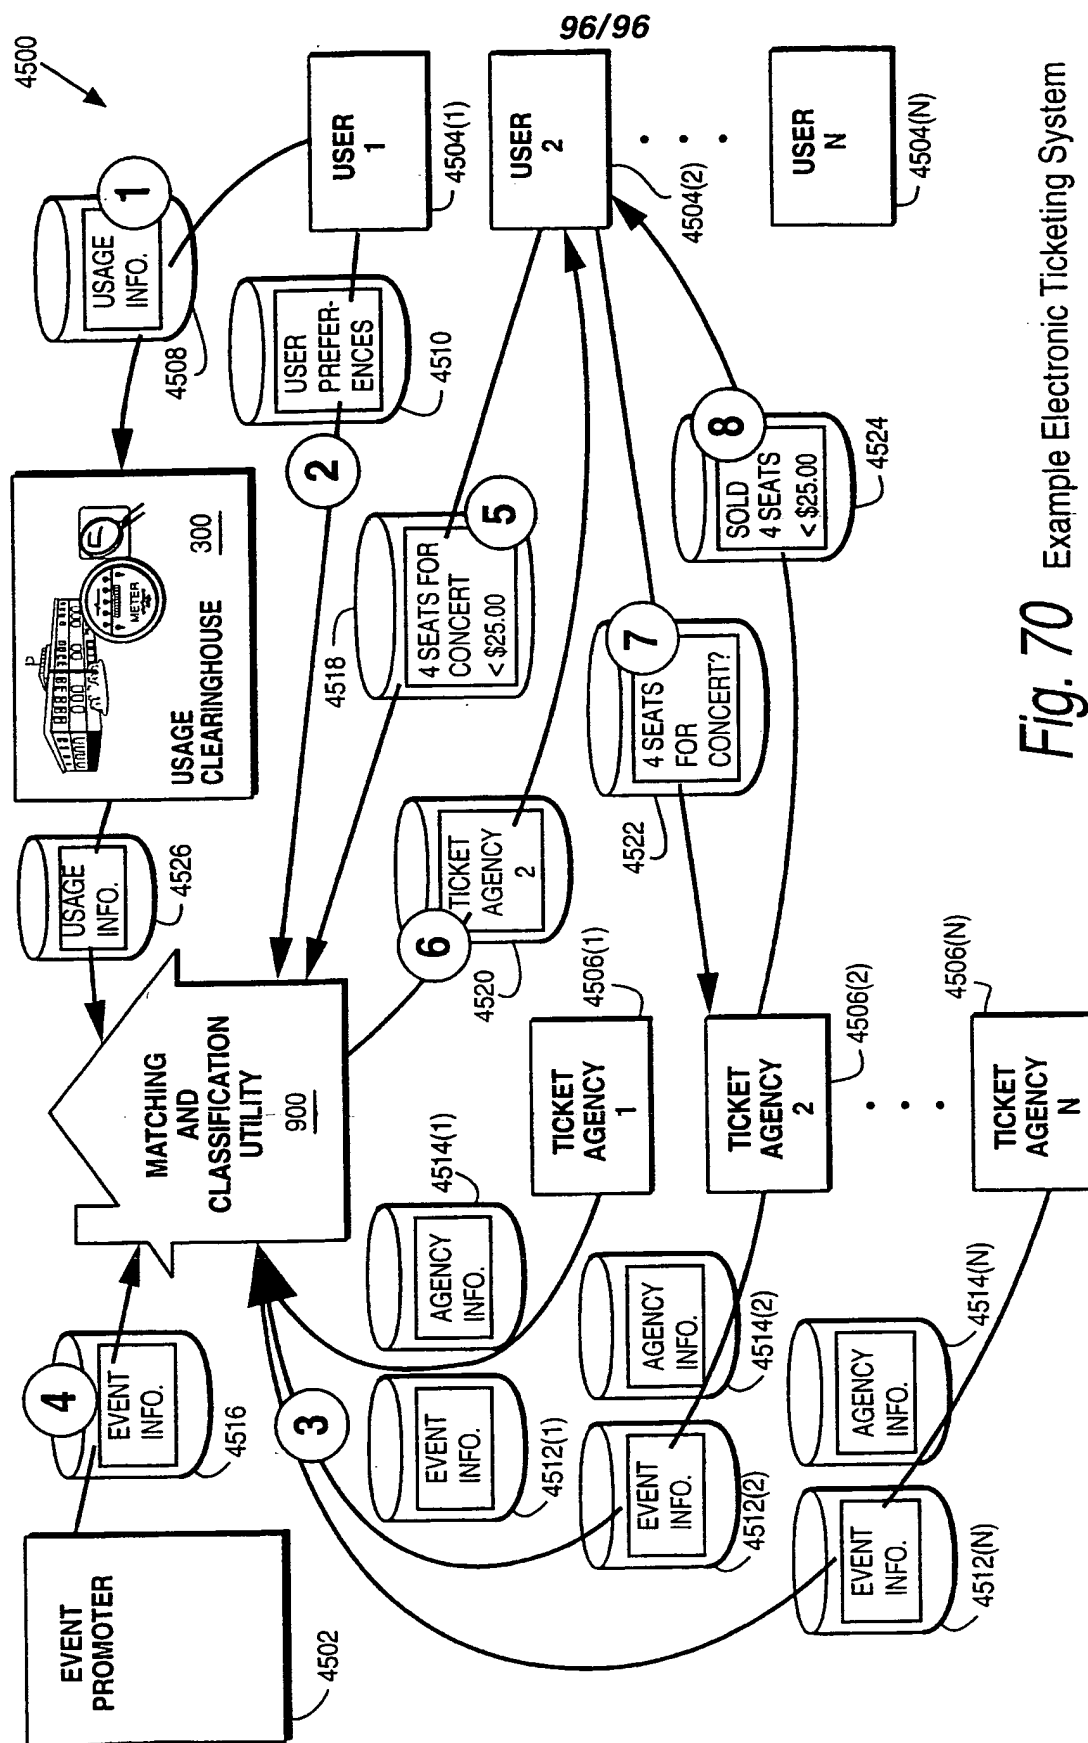 96/96
4500
EVENT
PROMOTER
4502
4
EVENT
INFO.
4516
MATCHING
AND
CLASSIFICATION
UTILITY
900
USAGE
INFO.
4526
METER
300
USAGE
CLEARINGHOUSE
1
USAGE
INFO.
4508
USER
1
4504(1)
2
USER
PREFER-
ENCES
4510
3
EVENT
INFO.
4512(1)
AGENCY
INFO.
4514(1)
TICKET
AGENCY
1
4506(1)
6
TICKET
AGENCY
2
4520
4518
5
4 SEATS FOR
CONCERT
< $25.00
USER
2
4504(2)
EVENT
INFO.
4512(2)
AGENCY
INFO.
4514(2)
TICKET
AGENCY
2
4506(2)
7
4 SEATS
FOR
CONCERT?
4522
8
SOLD
4 SEATS
< $25.00
4524
EVENT
INFO.
4512(N)
AGENCY
INFO.
4514(N)
TICKET
AGENCY
N
4506(N)
USER
N
4504(N)
Fig. 70 Example Electronic Ticketing System